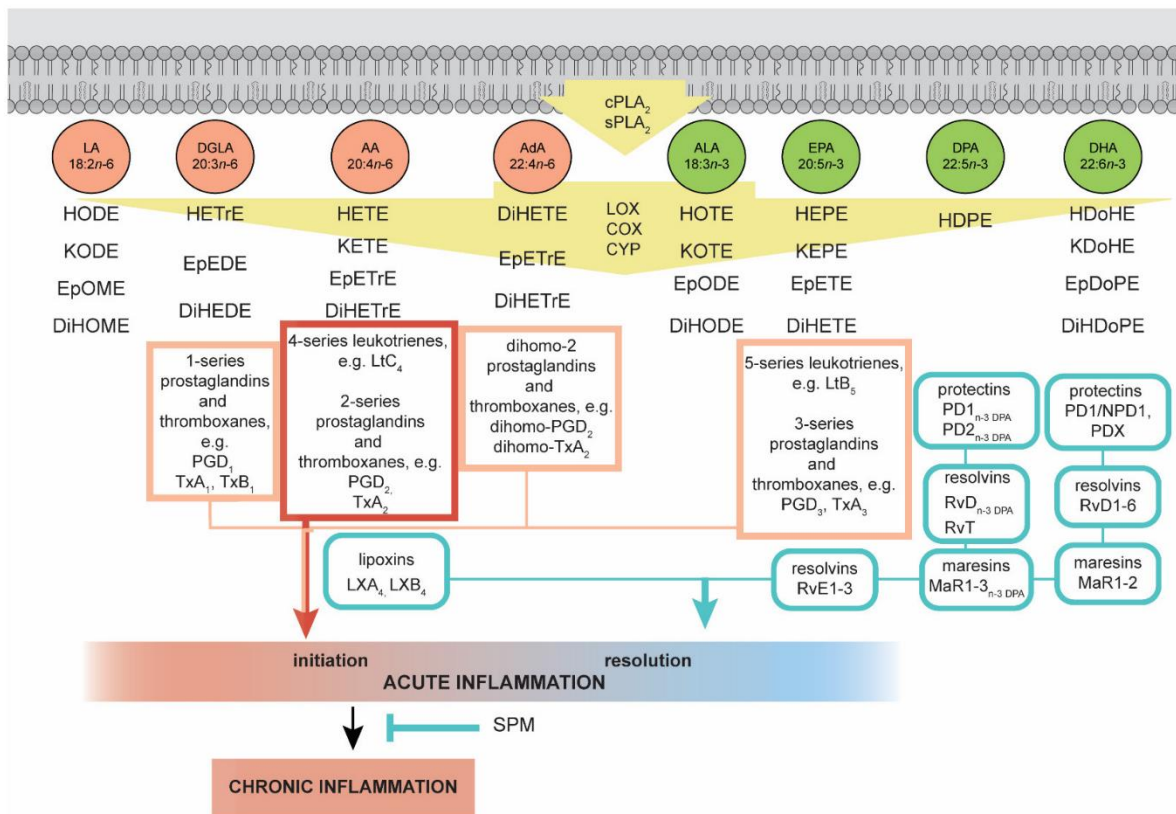 cPLA₂
sPLA₂
LA
18:2n-6
DGLA
20:3n-6
AA
20:4n-6
AdA
22:4n-6
ALA
18:3n-3
EPA
20:5n-3
DPA
22:5n-3
DHA
22:6n-3
LOX
COX
CYP
HODE
KODE
EpOME
DiHOME
HETrE
EpEDE
DiHEDE
HETE
KETE
EpETrE
DiHETrE
DiHETE
EpETrE
DiHETrE
HOTE
KOTE
EpODE
DiHODE
HEPE
KEPE
EpETE
DiHETE
HDPE
HDoHE
KDoHE
EpDoPE
DiHDoPE
1-series
prostaglandins
and
thromboxanes,
e.g.
PGD₁
TxA₁, TxB₁
4-series leukotrienes,
e.g. LtC₄
2-series
prostaglandins
and
thromboxanes, e.g.
PGD₂,
TxA₂
dihomo-2
prostaglandins
and
thromboxanes, e.g.
dihomo-PGD₂
dihomo-TxA₂
5-series leukotrienes,
e.g. LtB₅
3-series
prostaglandins
and
thromboxanes, e.g.
PGD₃, TxA₃
protectins
PD1n-3 DPA
PD2n-3 DPA
resolvins
RvDn-3 DPA
RvT
maresins
MaR1-3n-3 DPA
protectins
PD1/NPD1,
PDX
resolvins
RvD1-6
maresins
MaR1-2
lipoxins
LXA₄, LXB₄
resolvins
RvE1-3
initiation
resolution
ACUTE INFLAMMATION
SPM
CHRONIC INFLAMMATION